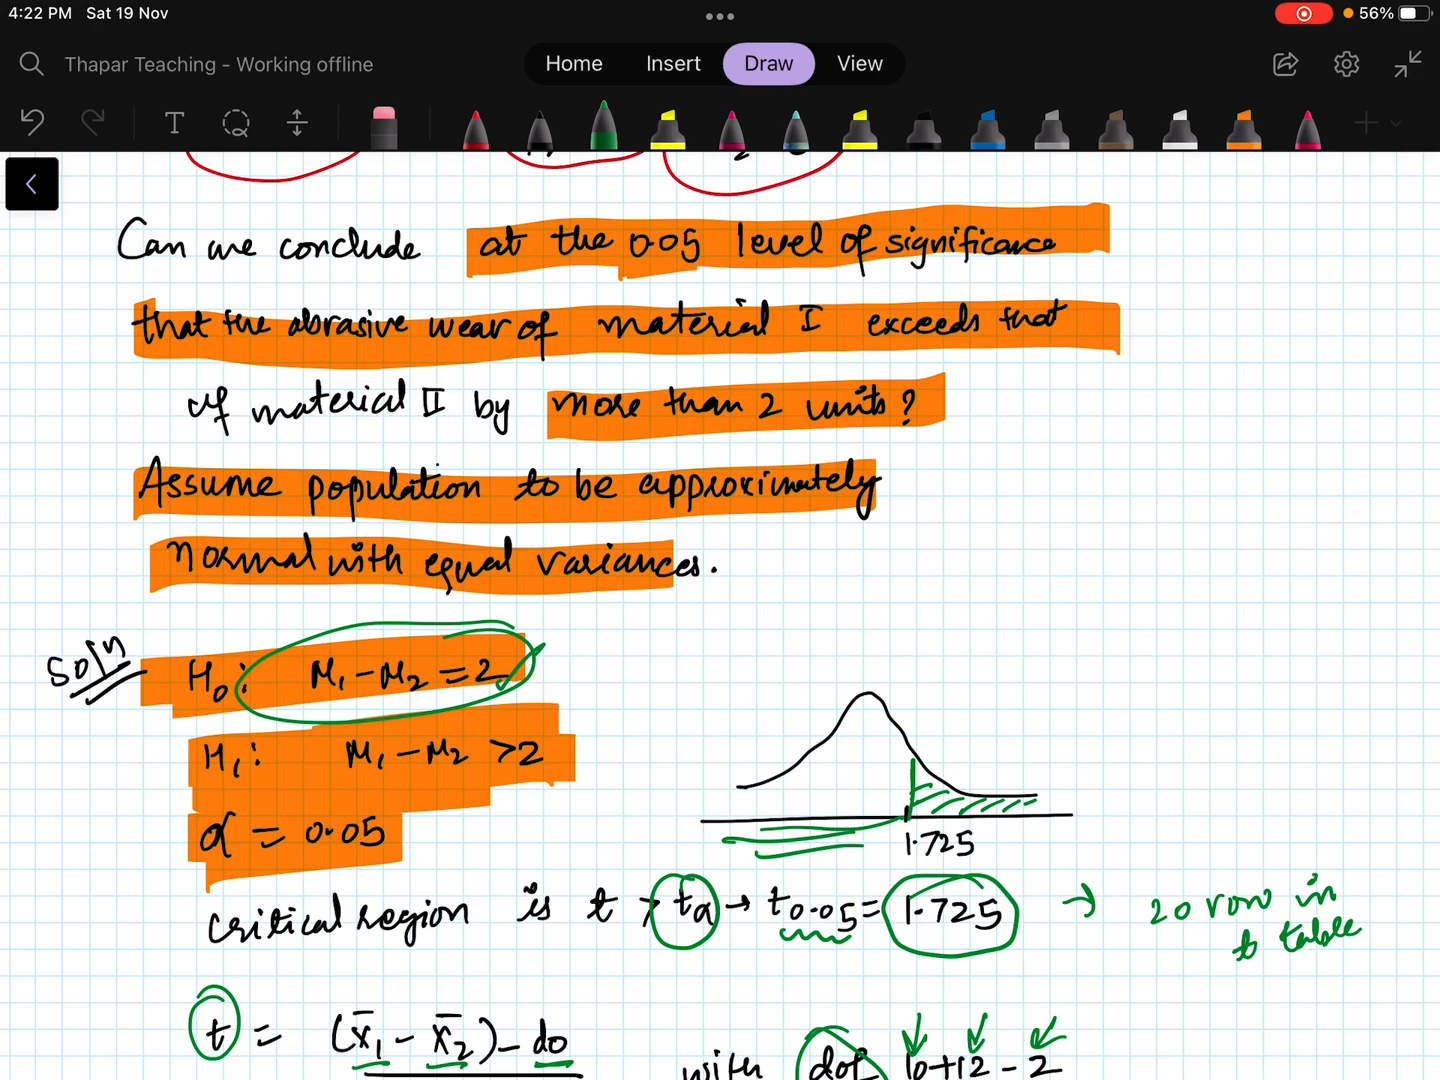 4:22 PM Sat 19 Nov
56%
Thapar Teaching - Working offline
Home Insert Draw View
Can we conclude at the 0.05 level of significance
that the abrasive wear of material I exceeds that
of material II by more than 2 units?
Assume population to be approximately
normal with equal variances.
Soln
H₀: μ₁ - μ₂ = 2
H₁: μ₁ - μ₂ > 2
α = 0.05
1.725
critical region is t > tα → t0.05 = 1.725 → 20 row in
t table
t = (x̄₁ - x̄₂) - do
with dof 10+12-2